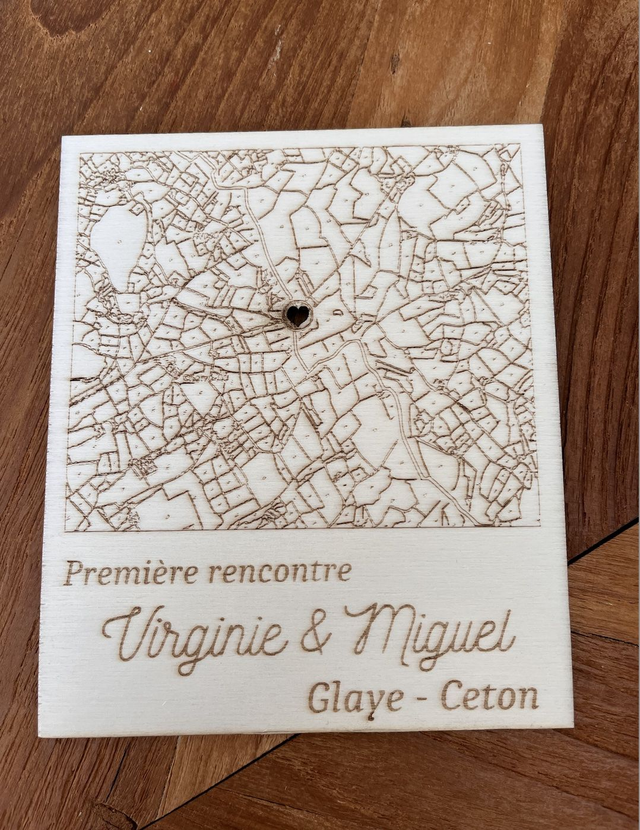 Première rencontre
Virginie & Miguel
Glaye - Ceton